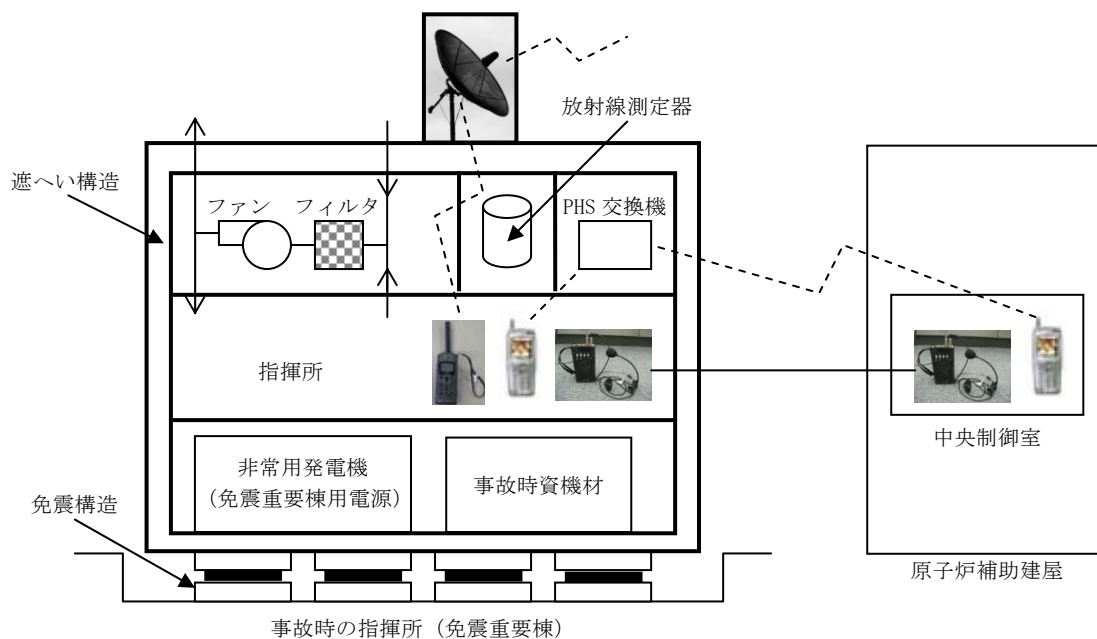 放射線測定器
遮へい構造
ファン
フィルタ
PHS 交換機
指揮所
中央制御室
非常用発電機
(免震重要棟用電源)
事故時資機材
免震構造
原子炉補助建屋
事故時の指揮所(免震重要棟)